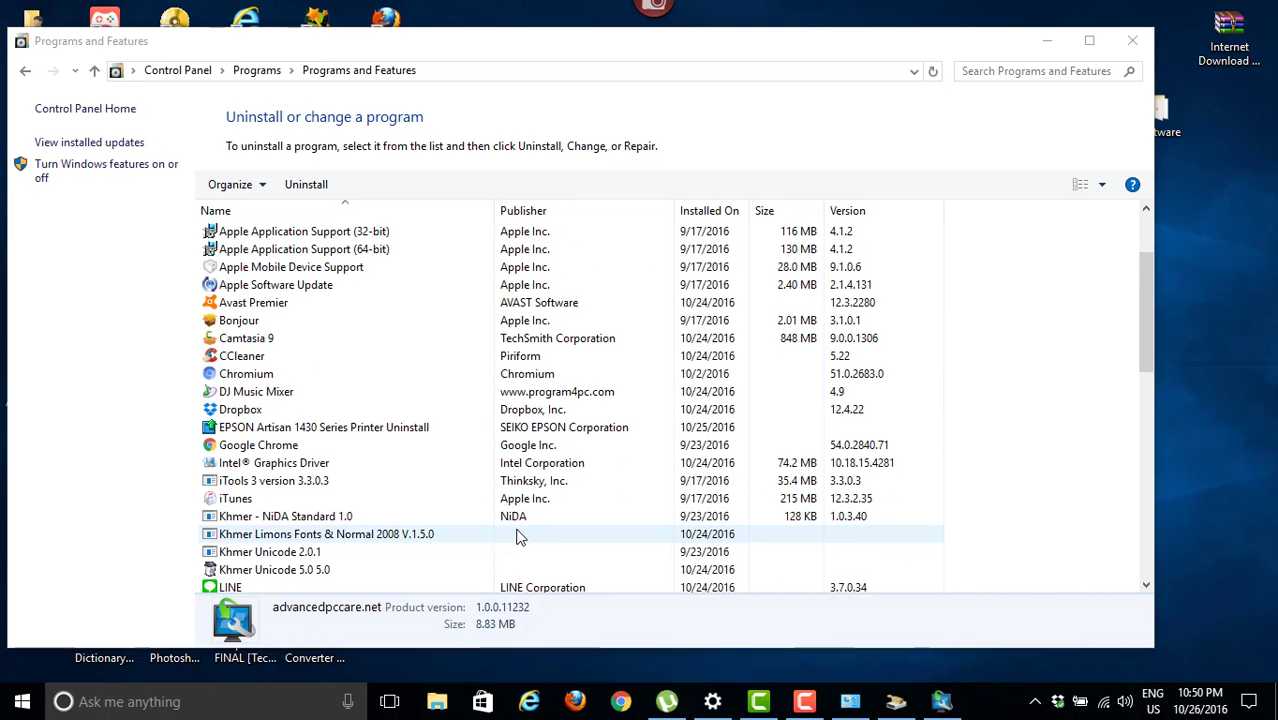 Internet
Download ...
Programs and Features
Control Panel > Programs > Programs and Features
Search Programs and Features
tware
Control Panel Home
View installed updates
Turn Windows features on or
off
Uninstall or change a program
To uninstall a program, select it from the list and then click Uninstall, Change, or Repair.
Organize Uninstall
Name Publisher Installed On Size Version
Apple Application Support (32-bit) Apple Inc. 9/17/2016 116 MB 4.1.2
Apple Application Support (64-bit) Apple Inc. 9/17/2016 130 MB 4.1.2
Apple Mobile Device Support Apple Inc. 9/17/2016 28.0 MB 9.1.0.6
Apple Software Update Apple Inc. 9/17/2016 2.40 MB 2.1.4.131
Avast Premier AVAST Software 10/24/2016 12.3.2280
Bonjour Apple Inc. 9/17/2016 2.01 MB 3.1.0.1
Camtasia 9 TechSmith Corporation 10/24/2016 848 MB 9.0.0.1306
CCleaner Piriform 10/24/2016 5.22
Chromium Chromium 10/2/2016 51.0.2683.0
DJ Music Mixer www.program4pc.com 10/24/2016 4.9
Dropbox Dropbox, Inc. 10/24/2016 12.4.22
EPSON Artisan 1430 Series Printer Uninstall SEIKO EPSON Corporation 10/25/2016
Google Chrome Google Inc. 9/23/2016 54.0.2840.71
Intel® Graphics Driver Intel Corporation 10/24/2016 74.2 MB 10.18.15.4281
iTools 3 version 3.3.0.3 Thinksky, Inc. 9/17/2016 35.4 MB 3.3.0.3
iTunes Apple Inc. 9/17/2016 215 MB 12.3.2.35
Khmer - NiDA Standard 1.0 NiDA 9/23/2016 128 KB 1.0.3.40
Khmer Limons Fonts & Normal 2008 V.1.5.0 10/24/2016
Khmer Unicode 2.0.1 9/23/2016
Khmer Unicode 5.0 5.0 10/24/2016
LINE LINE Corporation 10/24/2016 3.7.0.34
advancedpccare.net Product version: 1.0.0.11232
Size: 8.83 MB
Dictionary... Photosh... FINAL [Tec... Converter ...
Ask me anything
ENG
US
10:50 PM
10/26/2016